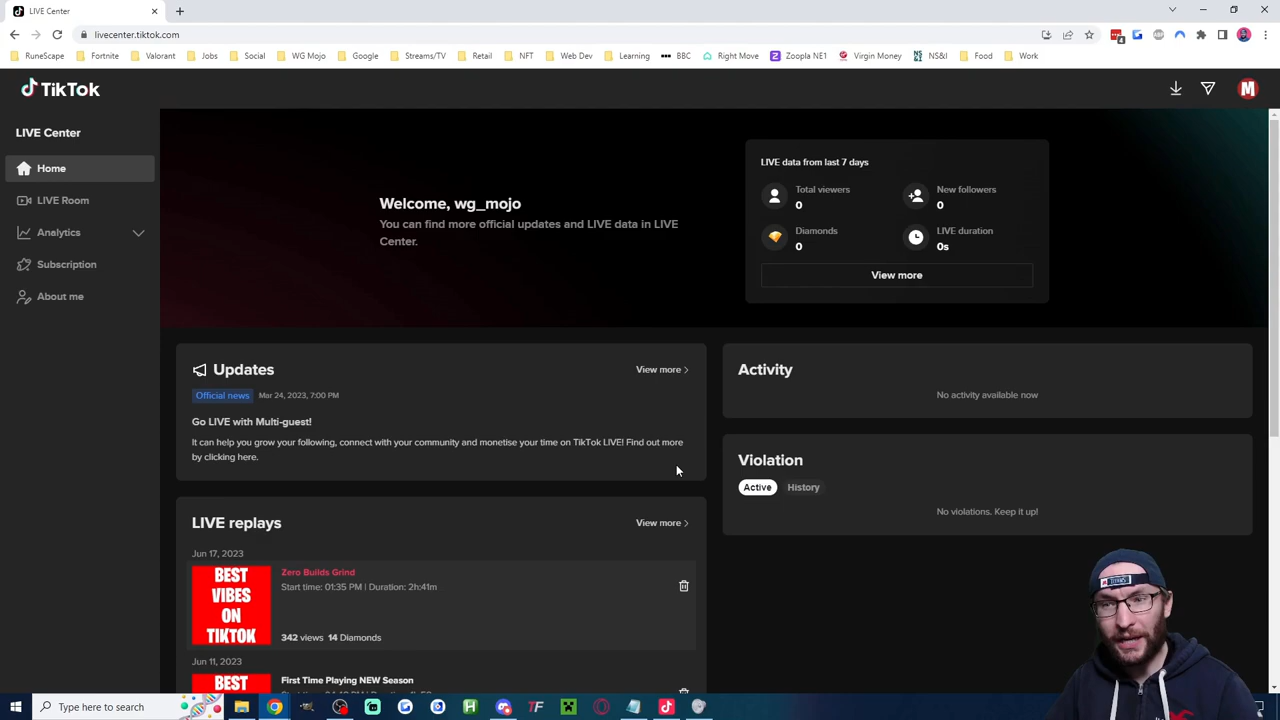 LIVE Center
livecenter.tiktok.com
RuneScape Fortnite Valorant Jobs Social WG Mojo Google Streams/TV Retail NFT Web Dev Learning BBC Right Move Zoopla NE1 Virgin Money NS&I Food Work
TikTok
M
LIVE Center
Home
LIVE Room
Analytics
Subscription
About me
Welcome, wg_mojo
You can find more official updates and LIVE data in LIVE
Center.
LIVE data from last 7 days
Total viewers
0
New followers
0
Diamonds
0
LIVE duration
0s
View more
Updates
View more
Official news Mar 24, 2023, 7:00 PM
Go LIVE with Multi-guest!
It can help you grow your following, connect with your community and monetise your time on TikTok LIVE! Find out more
by clicking here.
Activity
No activity available now
Violation
Active History
No violations. Keep it up!
LIVE replays
View more
Jun 17, 2023
BEST
VIBES
ON
TIKTOK
Zero Builds Grind
Start time: 01:35 PM | Duration: 2h:41m
342 views 14 Diamonds
Jun 11, 2023
BEST
First Time Playing NEW Season
Type here to search